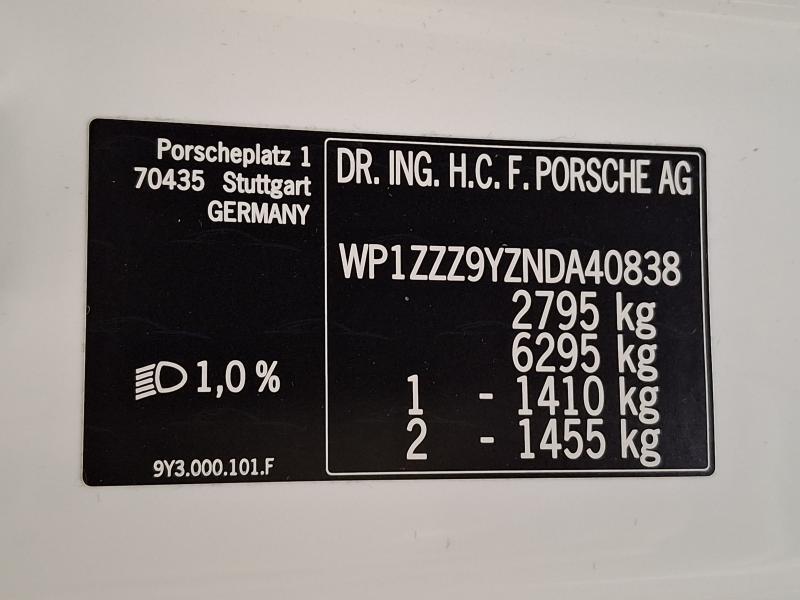 Porscheplatz 1
70435 Stuttgart
GERMANY
1,0 %
9Y3.000.101.F
DR. ING. H.C. F. PORSCHE AG
WP1ZZZ9YZNDA40838
2795 kg
6295 kg
1 - 1410 kg
2 - 1455 kg